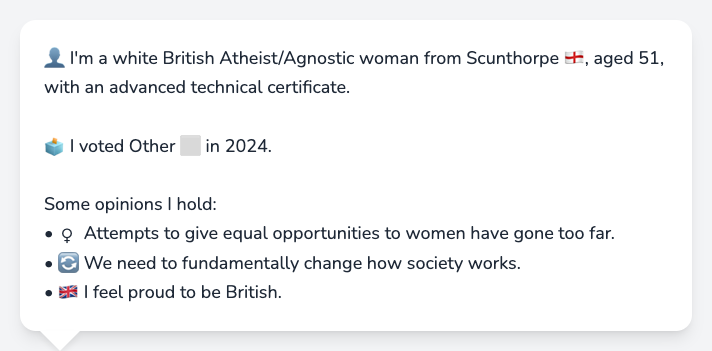 👤 I'm a white British Atheist/Agnostic woman from Scunthorpe 🏴󠁧󠁢󠁥󠁮󠁧󠁿, aged 51,
with an advanced technical certificate.
🗳️ I voted Other ⬜ in 2024.
Some opinions I hold:
• ♀ Attempts to give equal opportunities to women have gone too far.
• 🔄 We need to fundamentally change how society works.
• 🇬🇧 I feel proud to be British.